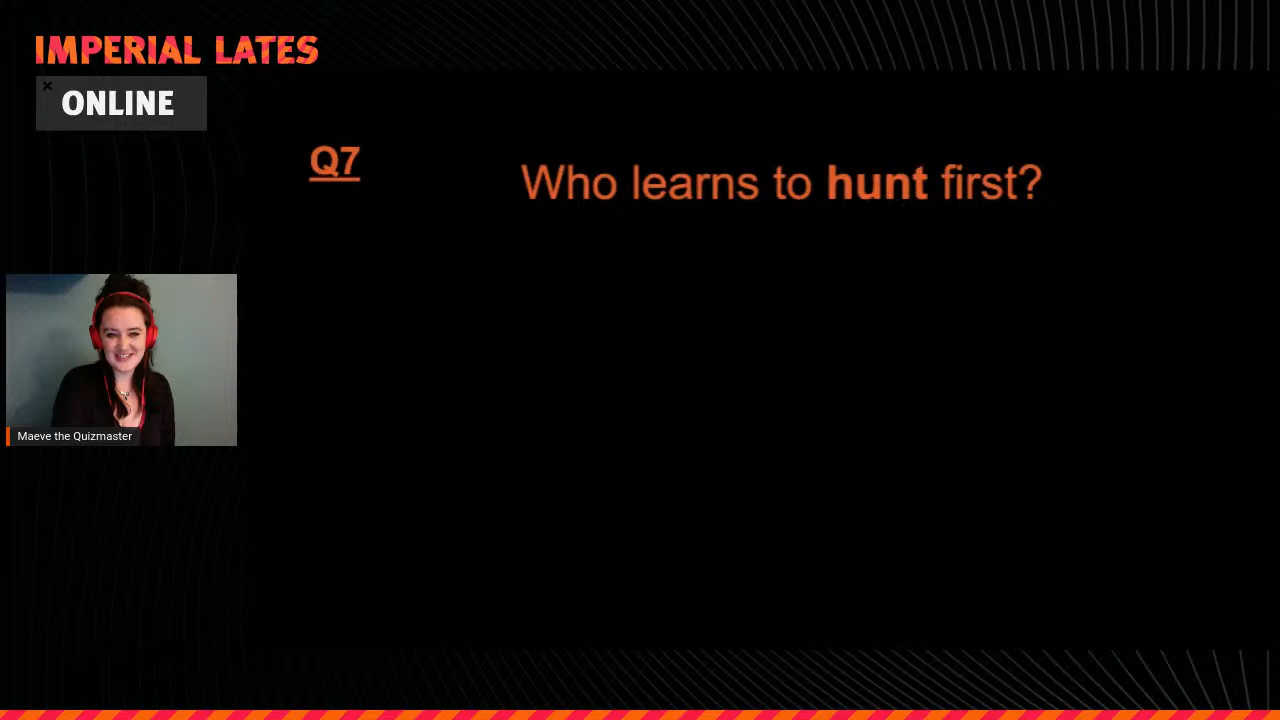 IMPERIAL LATES
ONLINE
Q7
Who learns to hunt first?
Maeve the Quizmaster